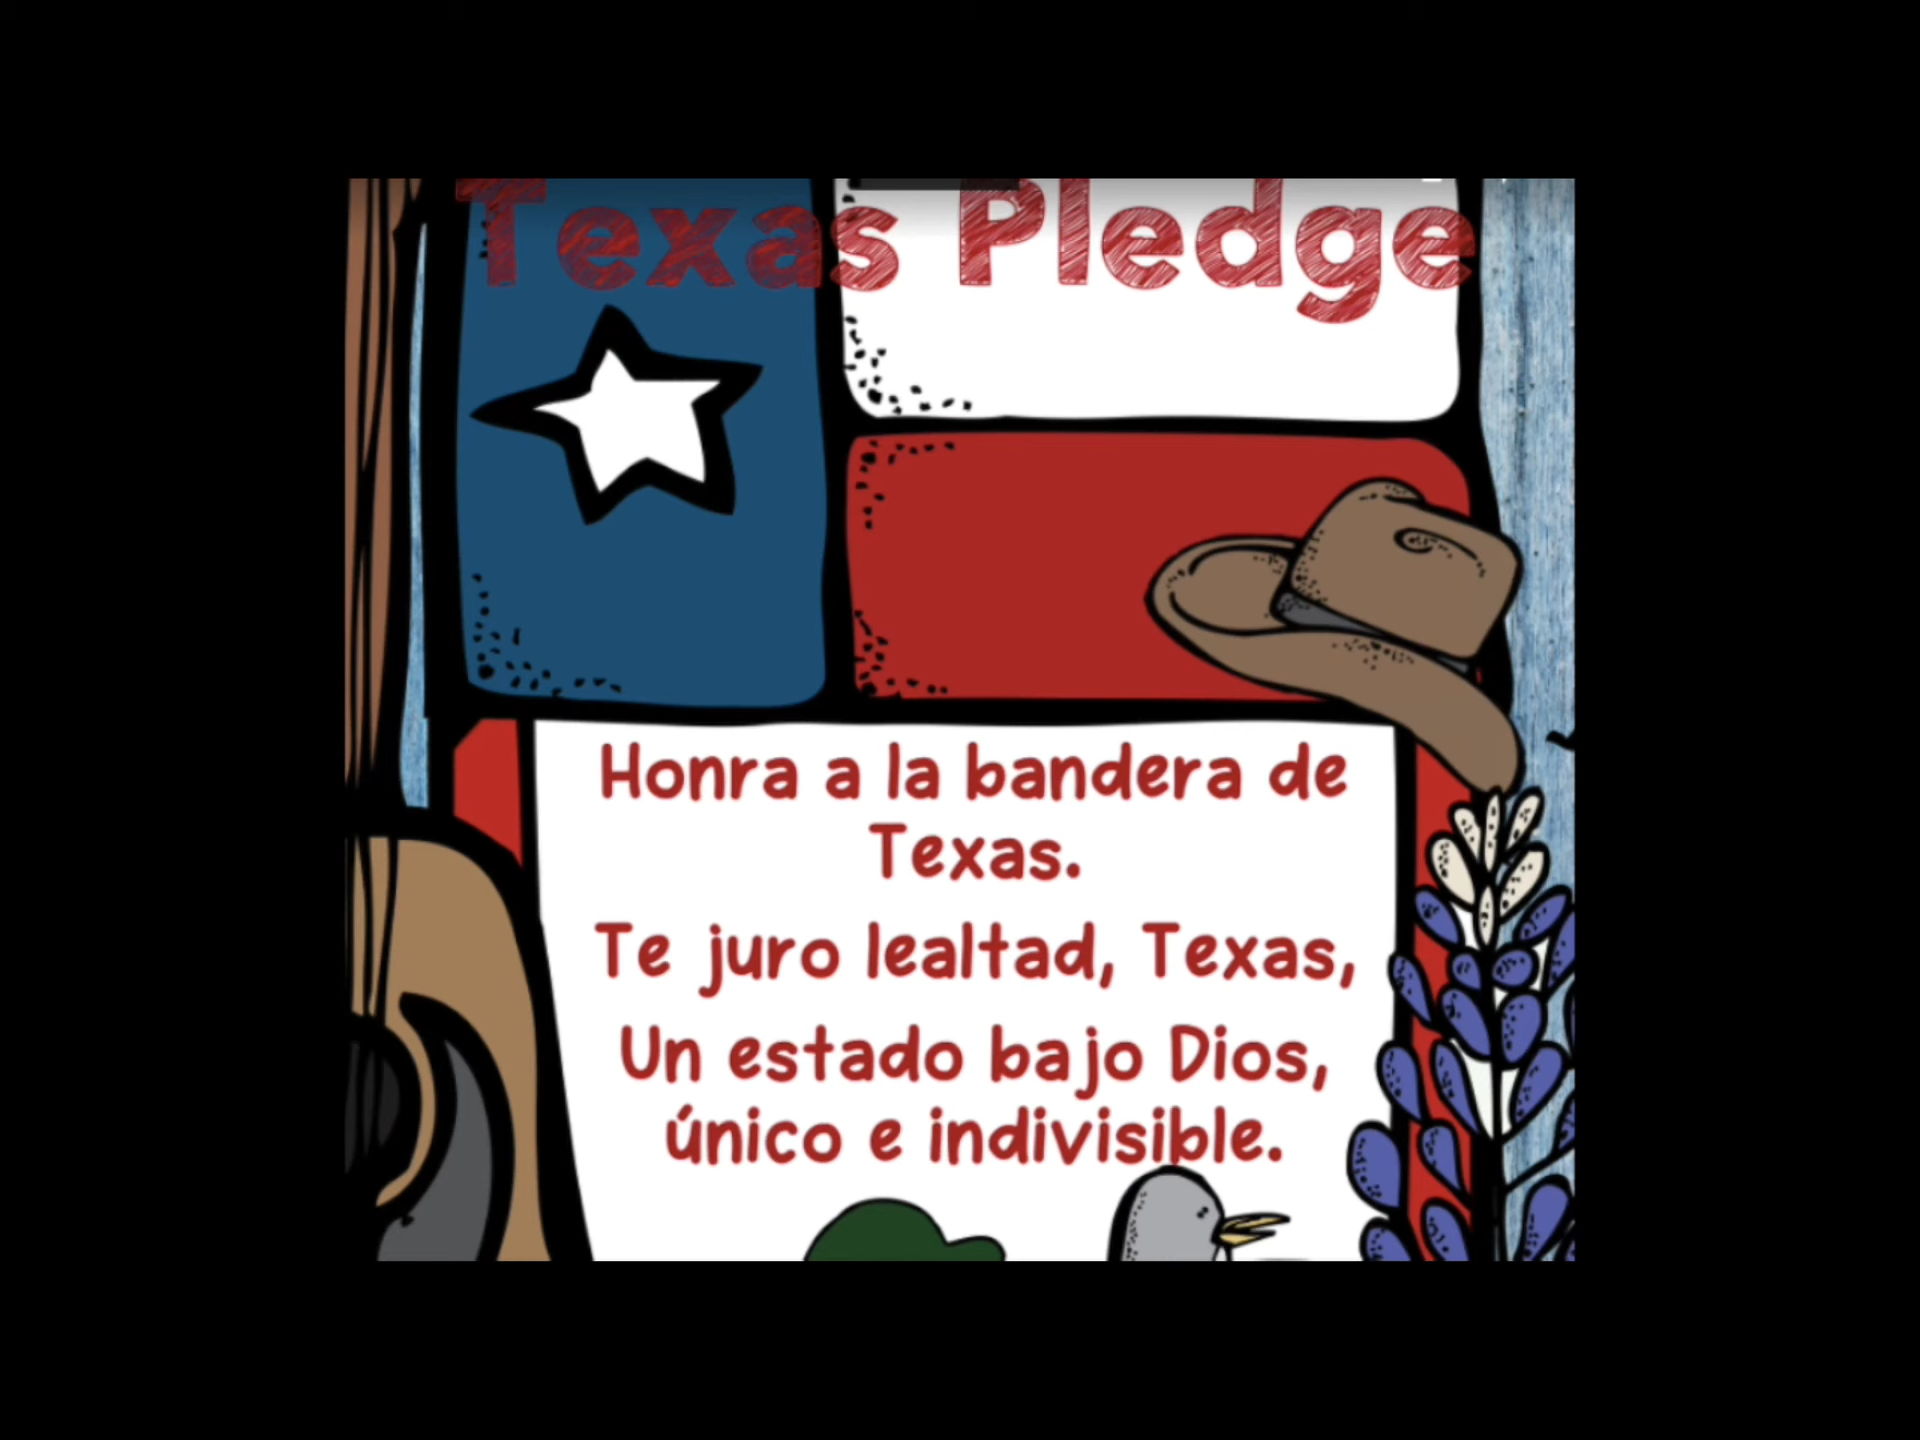 Texas Pledge
Honra a la bandera de
Texas.
Te juro lealtad, Texas,
Un estado bajo Dios,
único e indivisible.